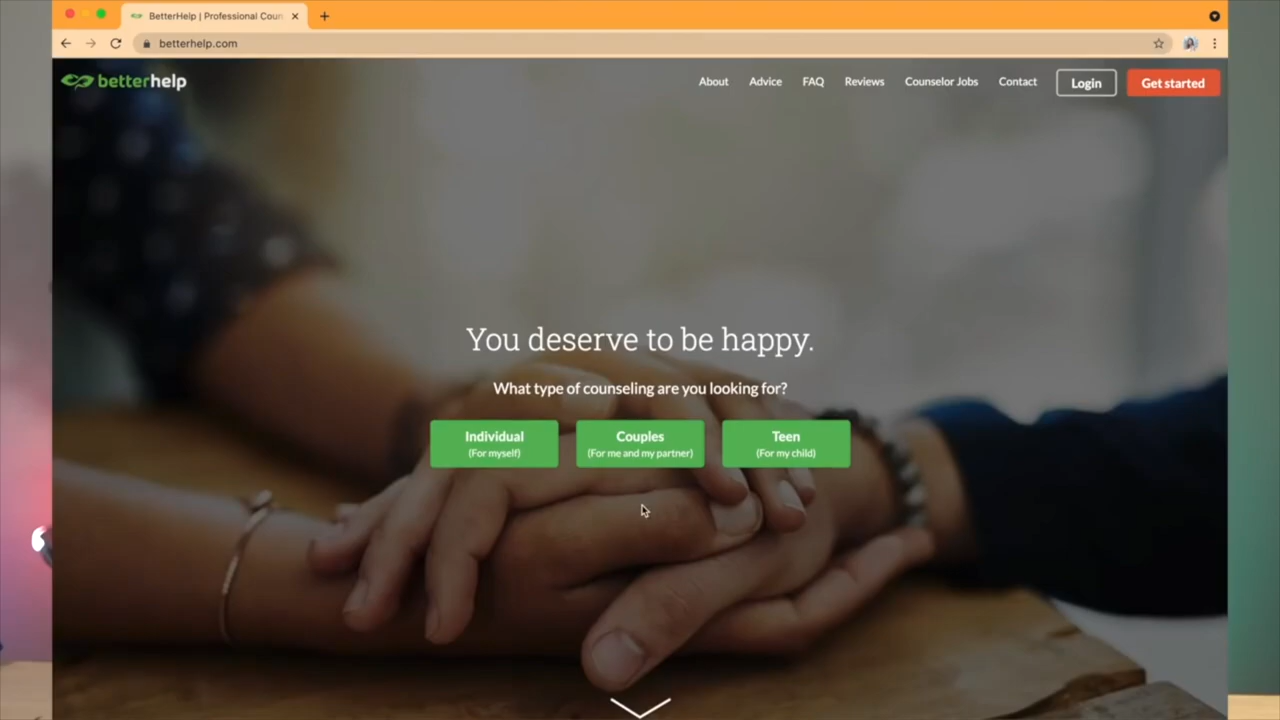 BetterHelp | Professional Coun
betterhelp.com
betterhelp
About
Advice
FAQ
Reviews
Counselor Jobs
Contact
Login
Get started
You deserve to be happy.
What type of counseling are you looking for?
Individual
(For myself)
Couples
(For me and my partner)
Teen
(For my child)